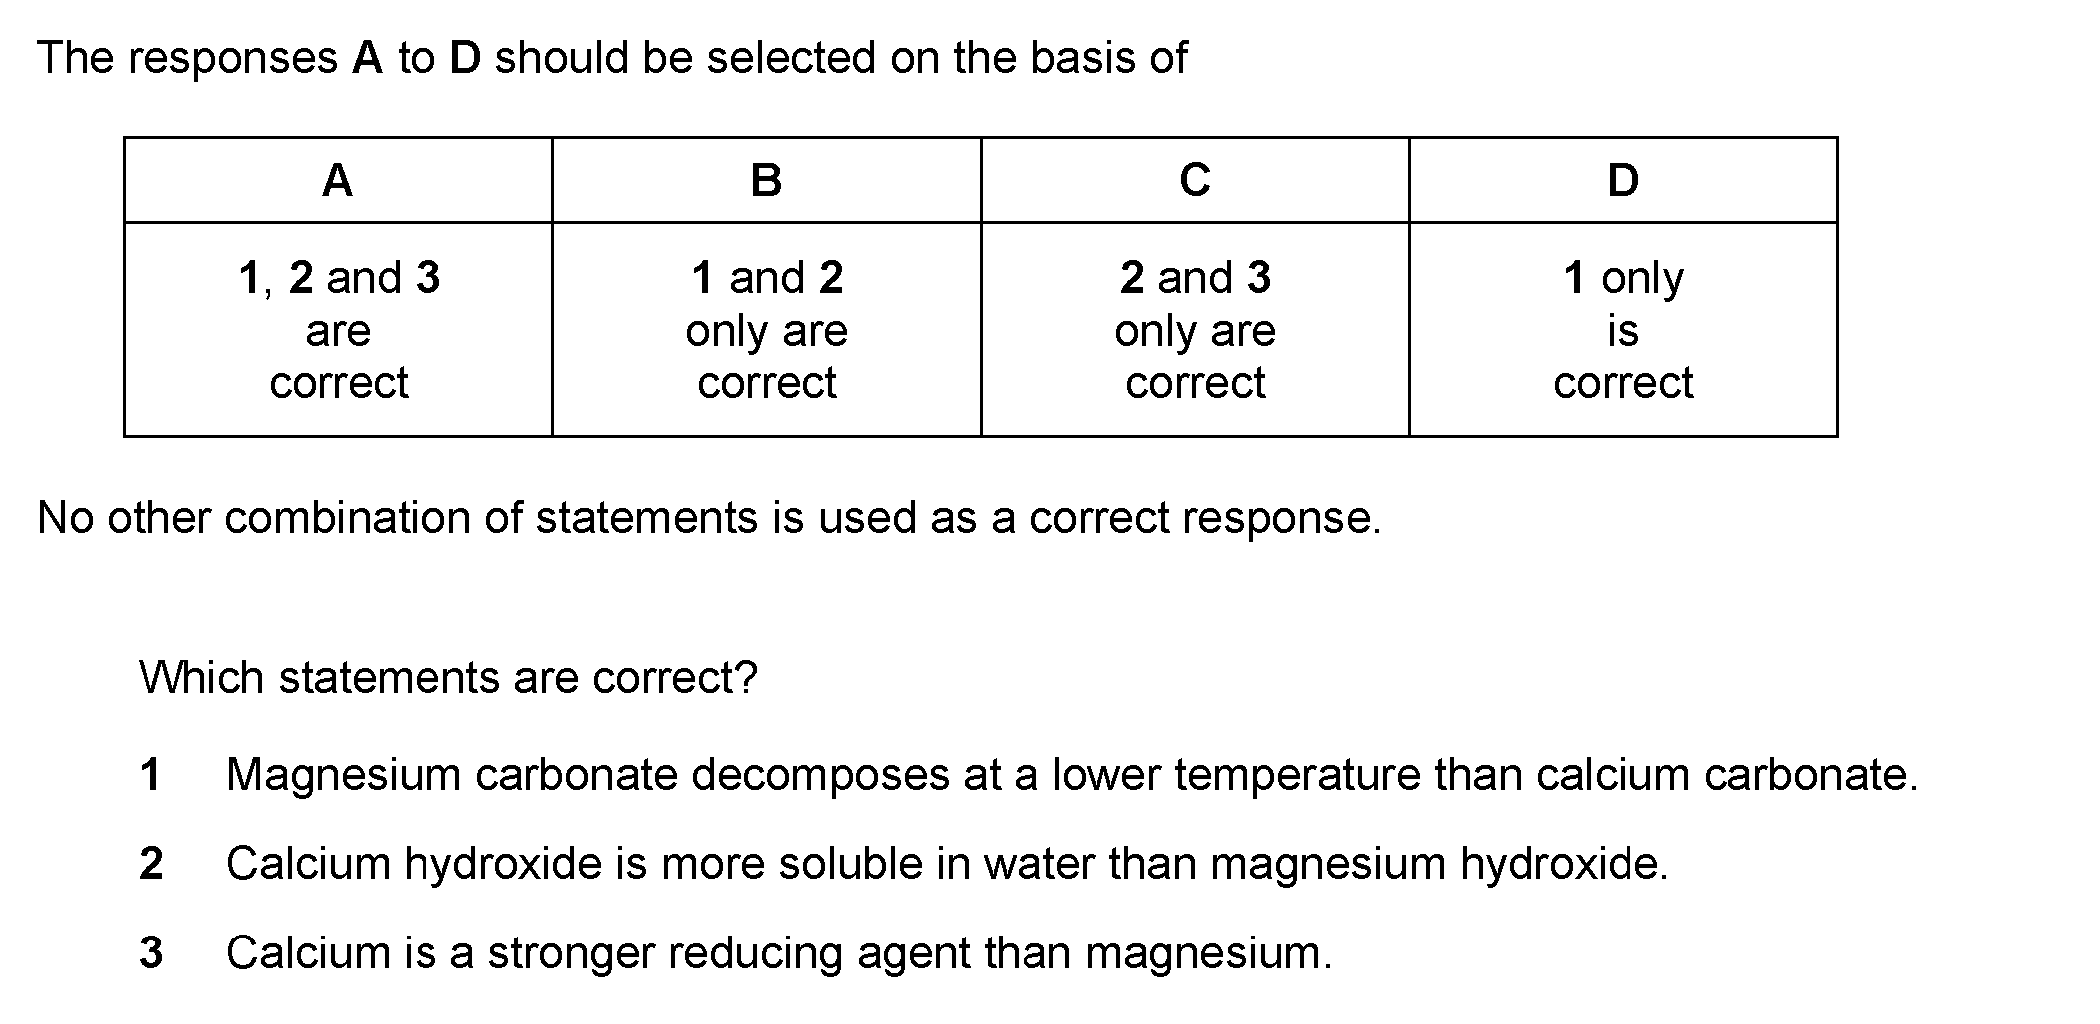 The responses A to D should be selected on the basis of
A B C D
1, 2 and 3 1 and 2 2 and 3 1 only
are only are only are is
correct correct correct correct
No other combination of statements is used as a correct response.
Which statements are correct?
1 Magnesium carbonate decomposes at a lower temperature than calcium carbonate.
2 Calcium hydroxide is more soluble in water than magnesium hydroxide.
3 Calcium is a stronger reducing agent than magnesium.